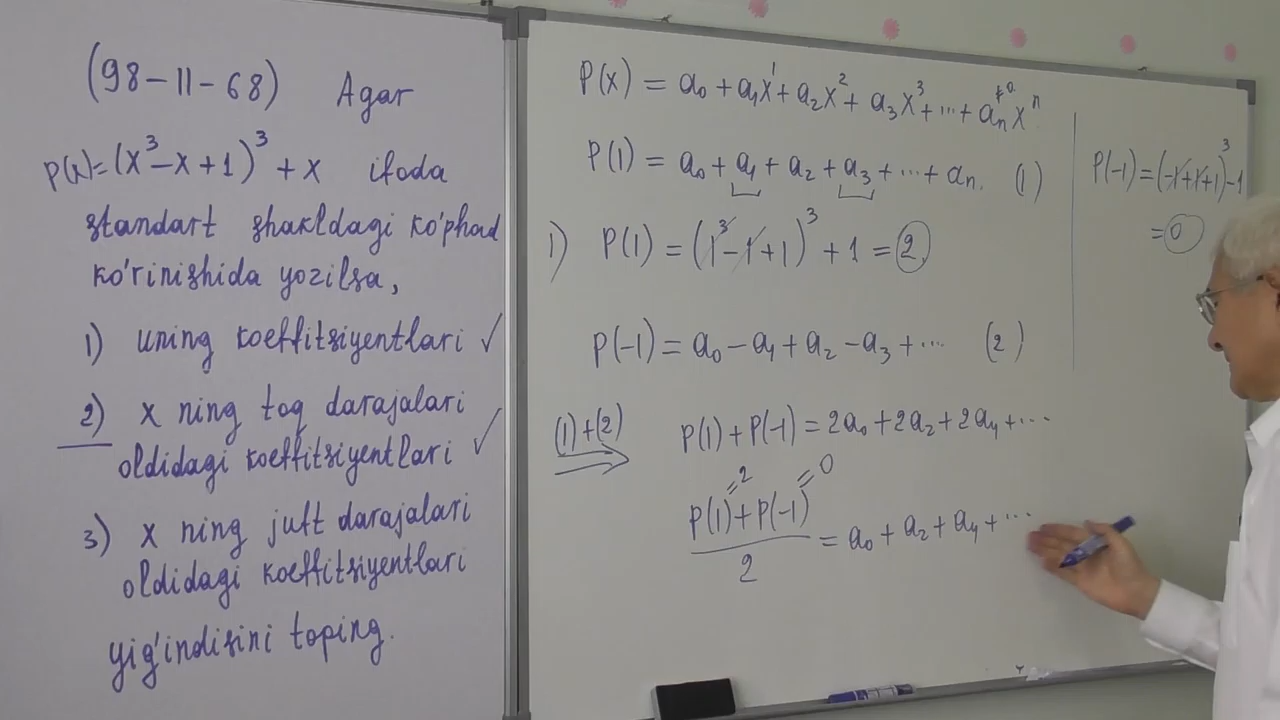 (98-11-68) Agar
P(x)=(x³-x+1)³+x ifoda
standart shakldagi ko'phad
ko'rinishida yozilsa,
1) uning koeffitsiyentlari ✓
2) x ning toq darajalari
oldidagi koeffitsiyentlari ✓
3) x ning juft darajalari
oldidagi koeffitsiyentlari
yig'indisini toping.
P(x) = a₀ + a₁x¹ + a₂x² + a₃x³ + ... + aₙxⁿ
≠0
P(1) = a₀ + a₁ + a₂ + a₃ + ... + aₙ. (1)
1) P(1) = (1³-1+1)³ + 1 = 2.
P(-1) = a₀ - a₁ + a₂ - a₃ + ... (2)
(1)+(2) ⟹ P(1)+P(-1) = 2a₀+2a₂+2a₄+...
=2 =0
P(1)+P(-1)
/2 = a₀ + a₂ + a₄ + ...
P(-1)=(-1+1+1)³-1
=0